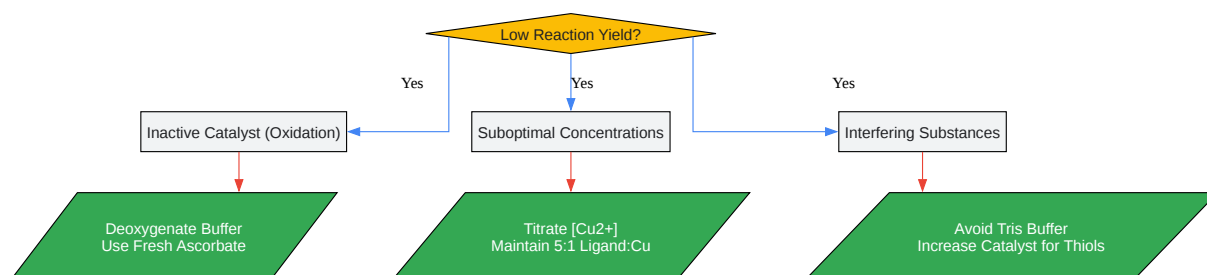 Low Reaction Yield?
Yes
Yes
Yes
Inactive Catalyst (Oxidation)
Suboptimal Concentrations
Interfering Substances
Deoxygenate Buffer
Use Fresh Ascorbate
Titrate [Cu2+]
Maintain 5:1 Ligand:Cu
Avoid Tris Buffer
Increase Catalyst for Thiols